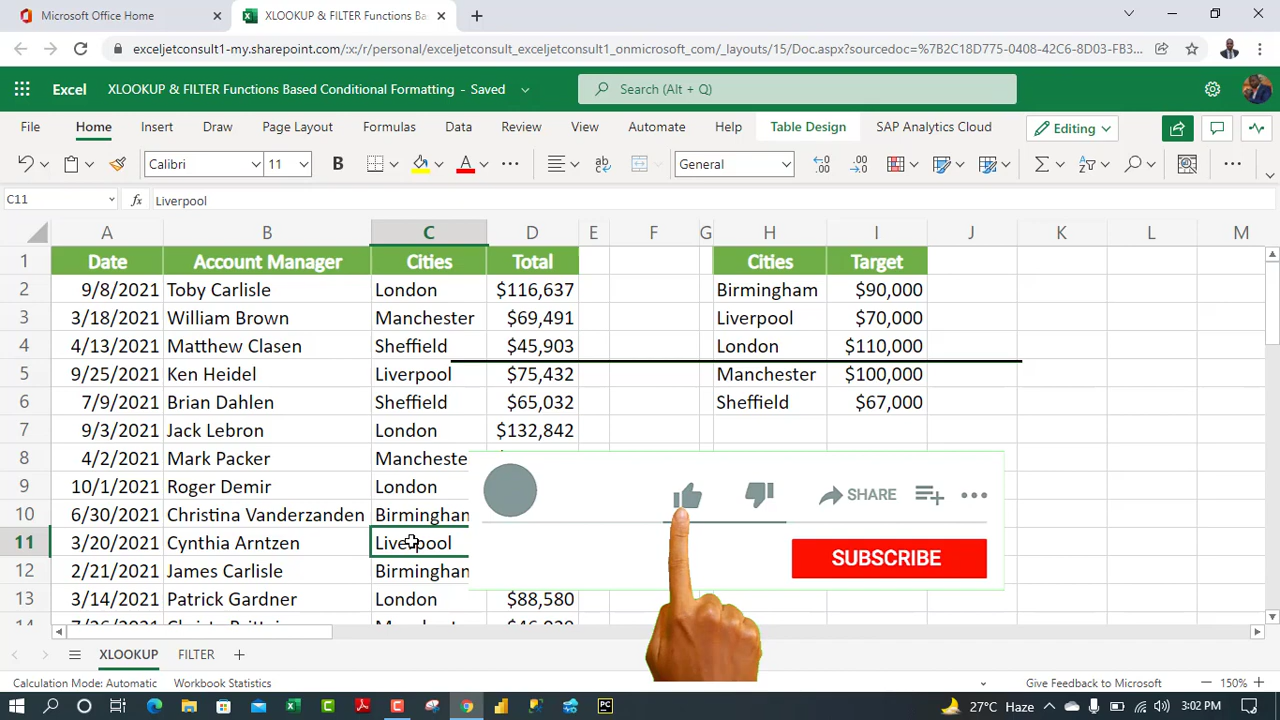 Microsoft Office Home
XLOOKUP & FILTER Functions Ba
exceljetconsult1-my.sharepoint.com/:x:/r/personal/exceljetconsult_exceljetconsult1_onmicrosoft_com/_layouts/15/Doc.aspx?sourcedoc=%7B2C18D775-0408-42C6-8D03-FB3...
Excel XLOOKUP & FILTER Functions Based Conditional Formatting - Saved Search (Alt + Q)
File Home Insert Draw Page Layout Formulas Data Review View Automate Help Table Design SAP Analytics Cloud Editing
Calibri 11 B A General
C11 fx Liverpool
A B C D E F G H I J K L M
1 Date Account Manager Cities Total Cities Target
2 9/8/2021 Toby Carlisle London $116,637 Birmingham $90,000
3 3/18/2021 William Brown Manchester $69,491 Liverpool $70,000
4 4/13/2021 Matthew Clasen Sheffield $45,903 London $110,000
5 9/25/2021 Ken Heidel Liverpool $75,432 Manchester $100,000
6 7/9/2021 Brian Dahlen Sheffield $65,032 Sheffield $67,000
7 9/3/2021 Jack Lebron London $132,842
8 4/2/2021 Mark Packer Manche
9 10/1/2021 Roger Demir London
SHARE
10 6/30/2021 Christina Vanderzanden Birmingham
11 3/20/2021 Cynthia Arntzen Liverpool
SUBSCRIBE
12 2/21/2021 James Carlisle Birmingham
13 3/14/2021 Patrick Gardner London $88,580
XLOOKUP FILTER
Calculation Mode: Automatic Workbook Statistics Give Feedback to Microsoft 150%
27°C Haze 3:02 PM